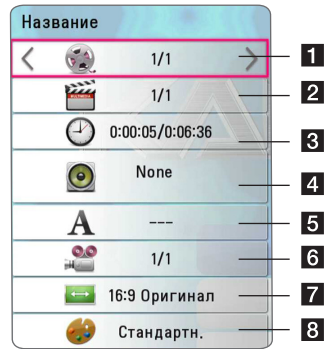 Название
1/1
1
1/1
2
0:00:05/0:06:36
3
None
4
A ---
5
1/1
6
16:9 Оригинал
7
Стандартн.
8